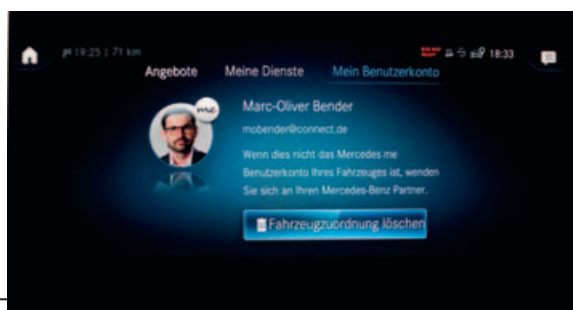 19:25 | 71 km
18:33
Angebote Meine Dienste Mein Benutzerkonto
me
Marc-Oliver Bender
mobender@connect.de
Wenn dies nicht das Mercedes me
Benutzerkonto Ihres Fahrzeuges ist, wenden
Sie sich an Ihren Mercedes-Benz Partner.
Fahrzeugzuordnung löschen